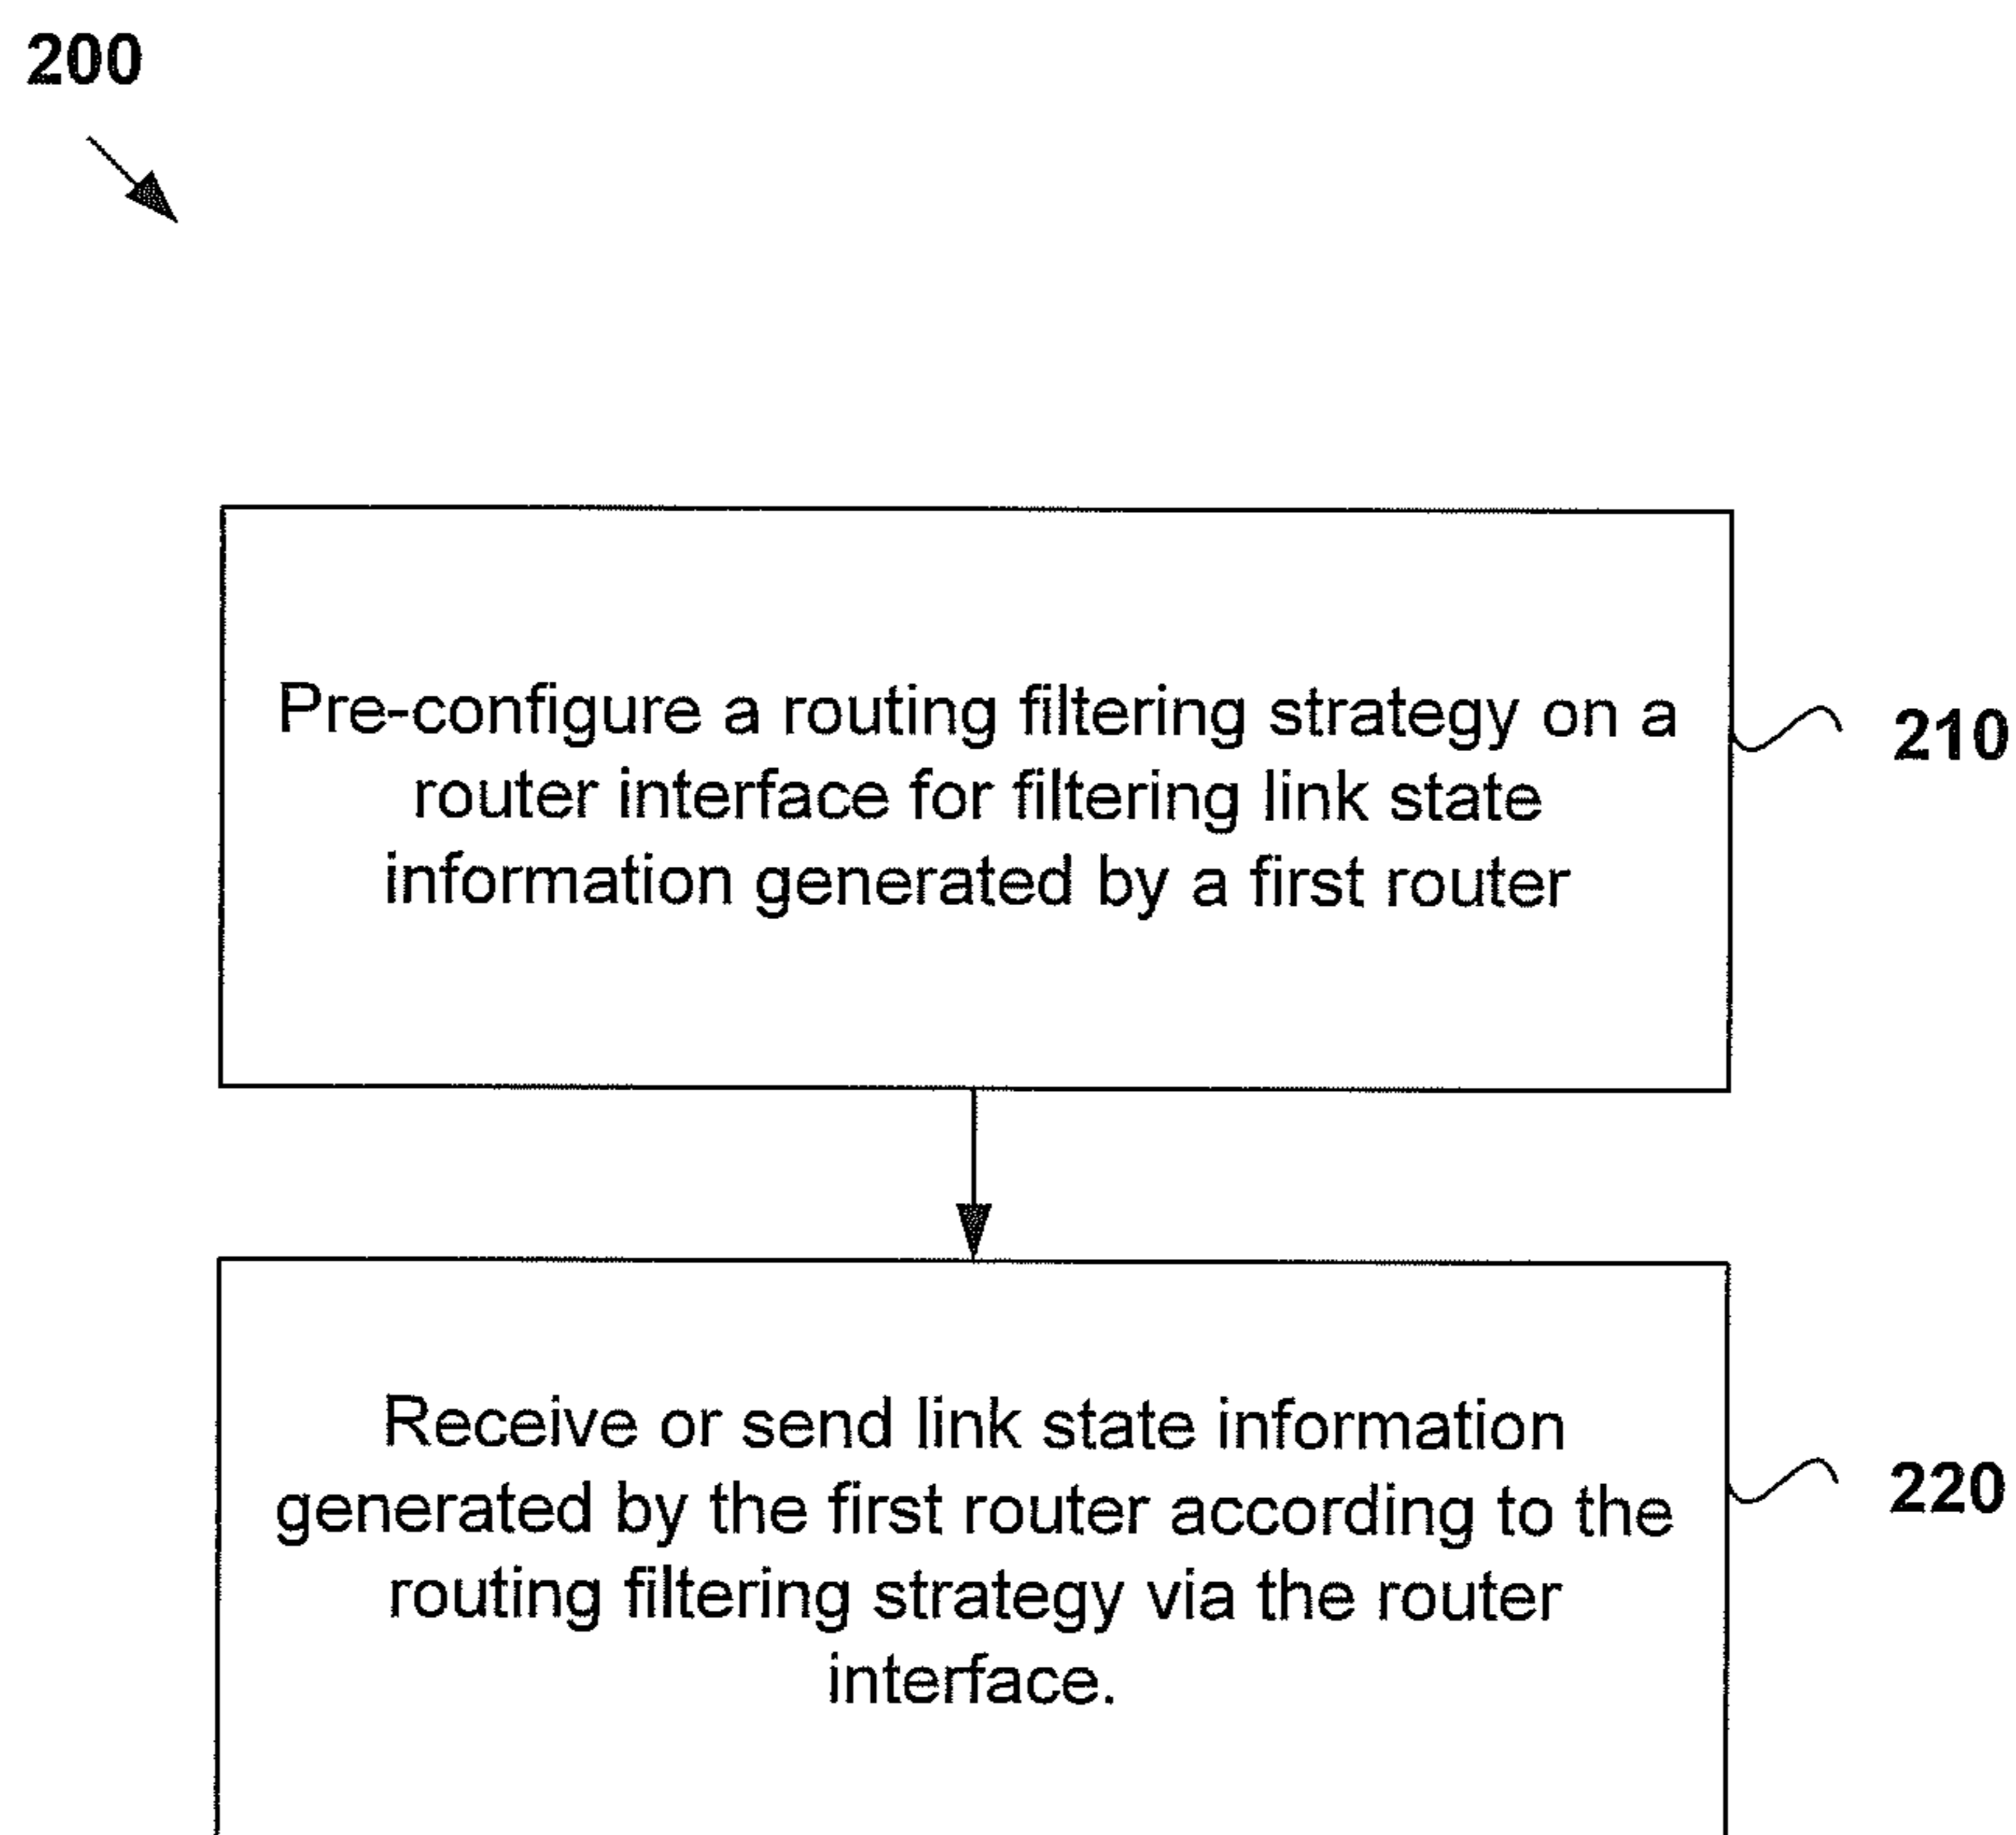 200
Pre-configure a routing filtering strategy on a
router interface for filtering link state
information generated by a first router
210
Receive or send link state information
generated by the first router according to the
routing filtering strategy via the router
interface.
220